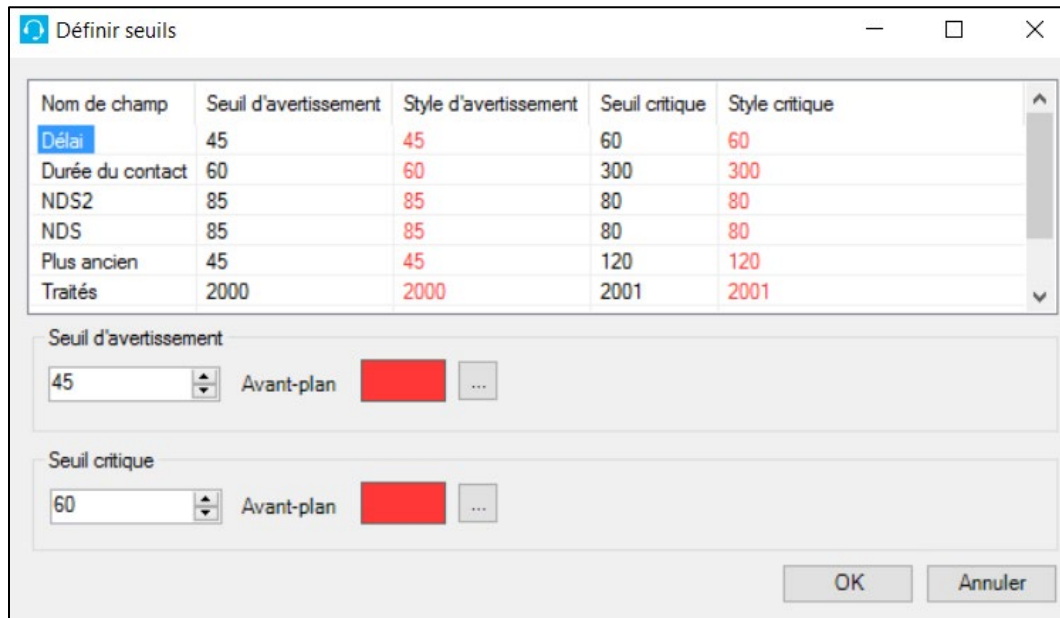 Définir seuils
Nom de champ Seuil d'avertissement Style d'avertissement Seuil critique Style critique
Délai 45 45 60 60
Durée du contact 60 60 300 300
NDS2 85 85 80 80
NDS 85 85 80 80
Plus ancien 45 45 120 120
Traités 2000 2000 2001 2001
Seuil d'avertissement
45 Avant-plan ...
Seuil critique
60 Avant-plan ...
OK Annuler